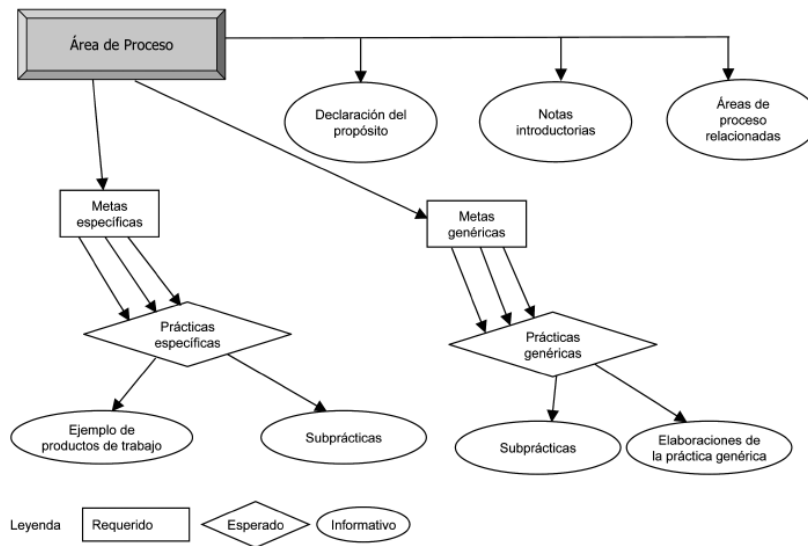 Área de Proceso
Declaración del
propósito
Notas
introductorias
Áreas de
proceso
relacionadas
Metas
específicas
Metas
genéricas
Prácticas
específicas
Prácticas
genéricas
Ejemplo de
productos de trabajo
Subprácticas
Subprácticas
Elaboraciones de
la práctica genérica
Leyenda
Requerido
Esperado
Informativo